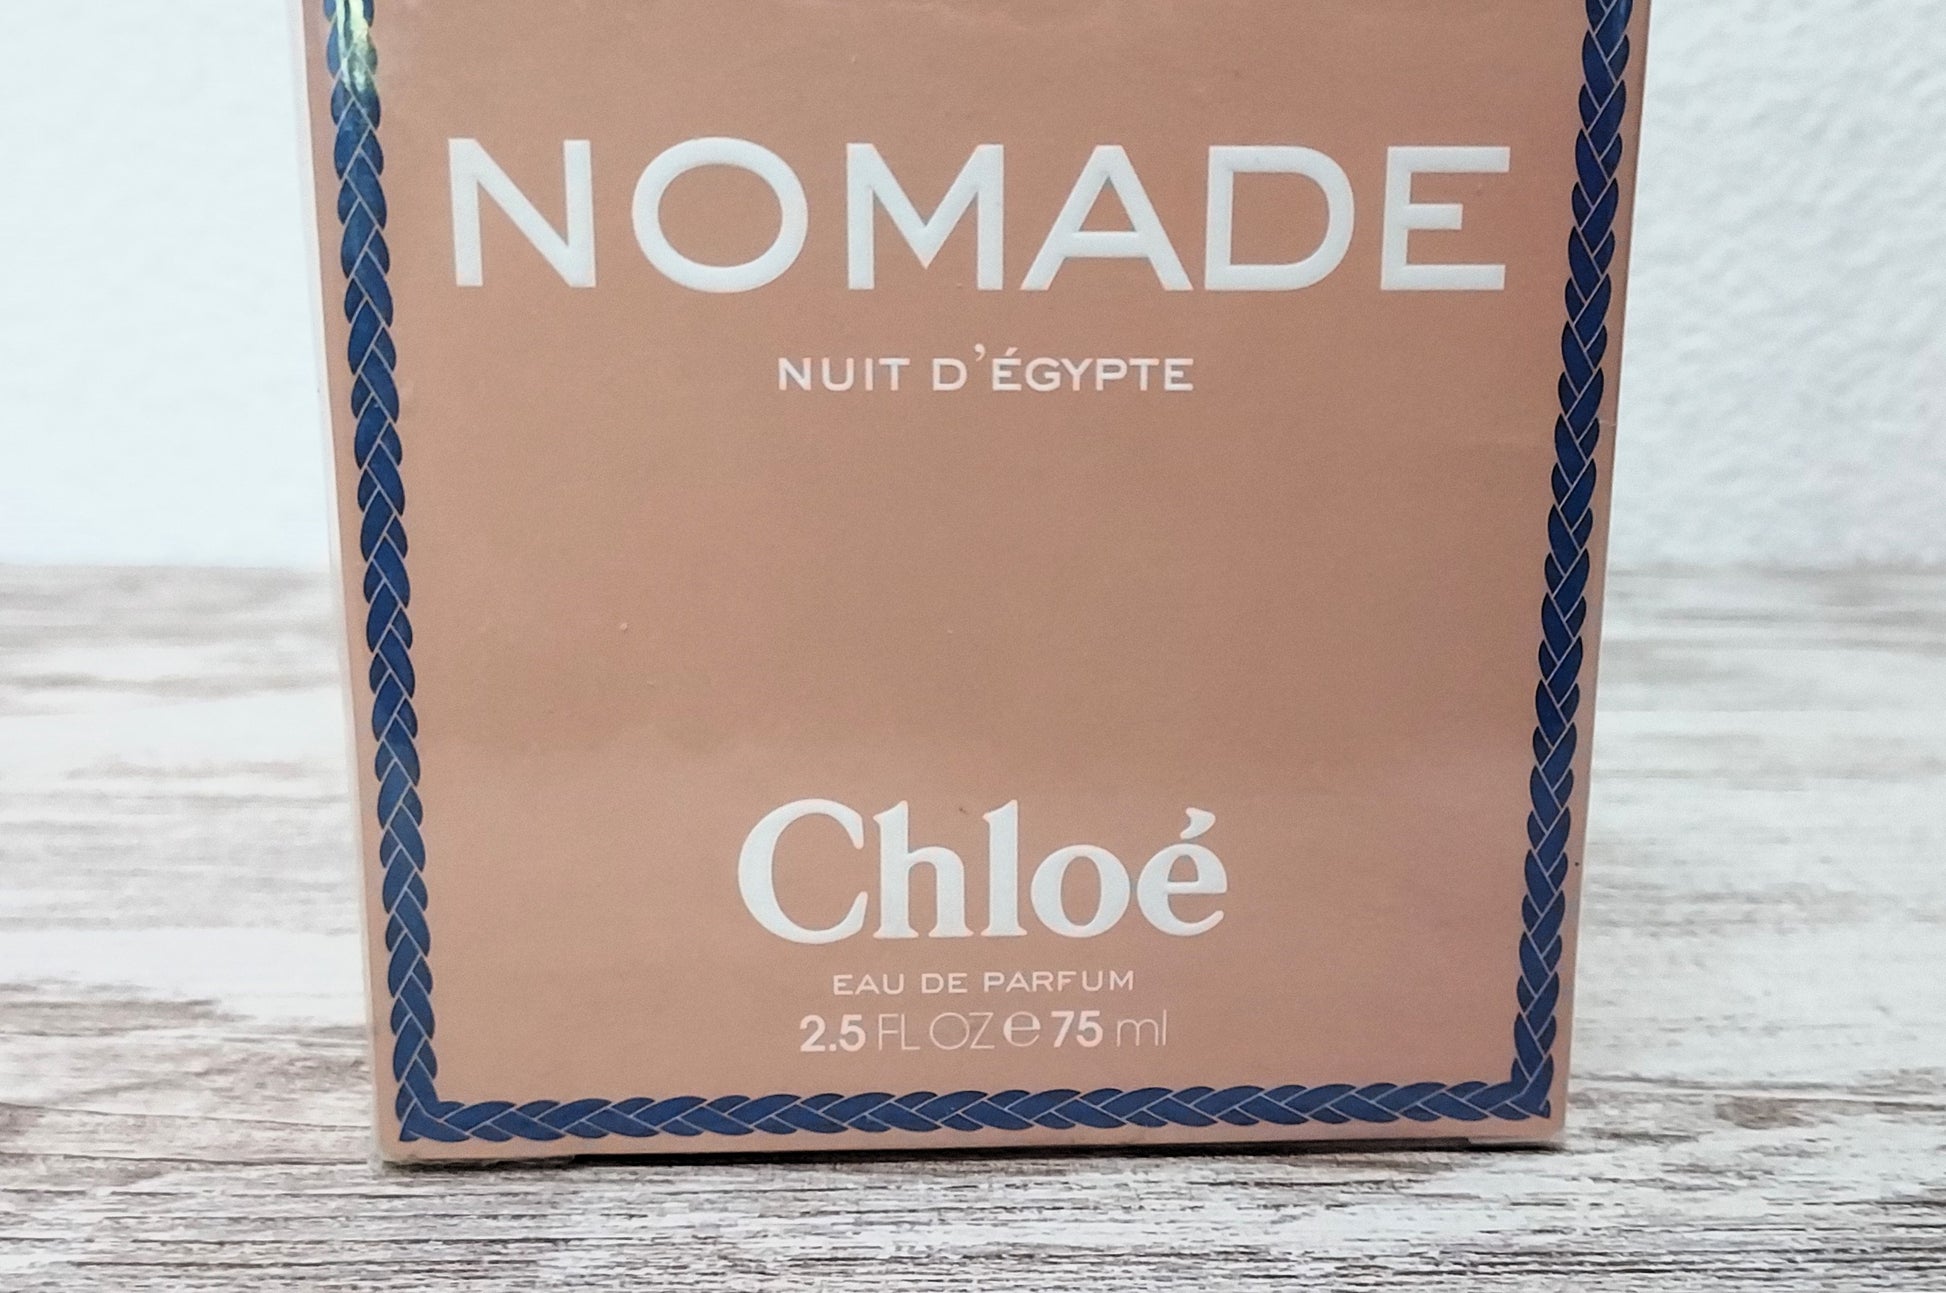 NOMADE
NUIT D'ÉGYPTE
Chloé
EAU DE PARFUM
2.5 FL OZ ℮ 75 ml